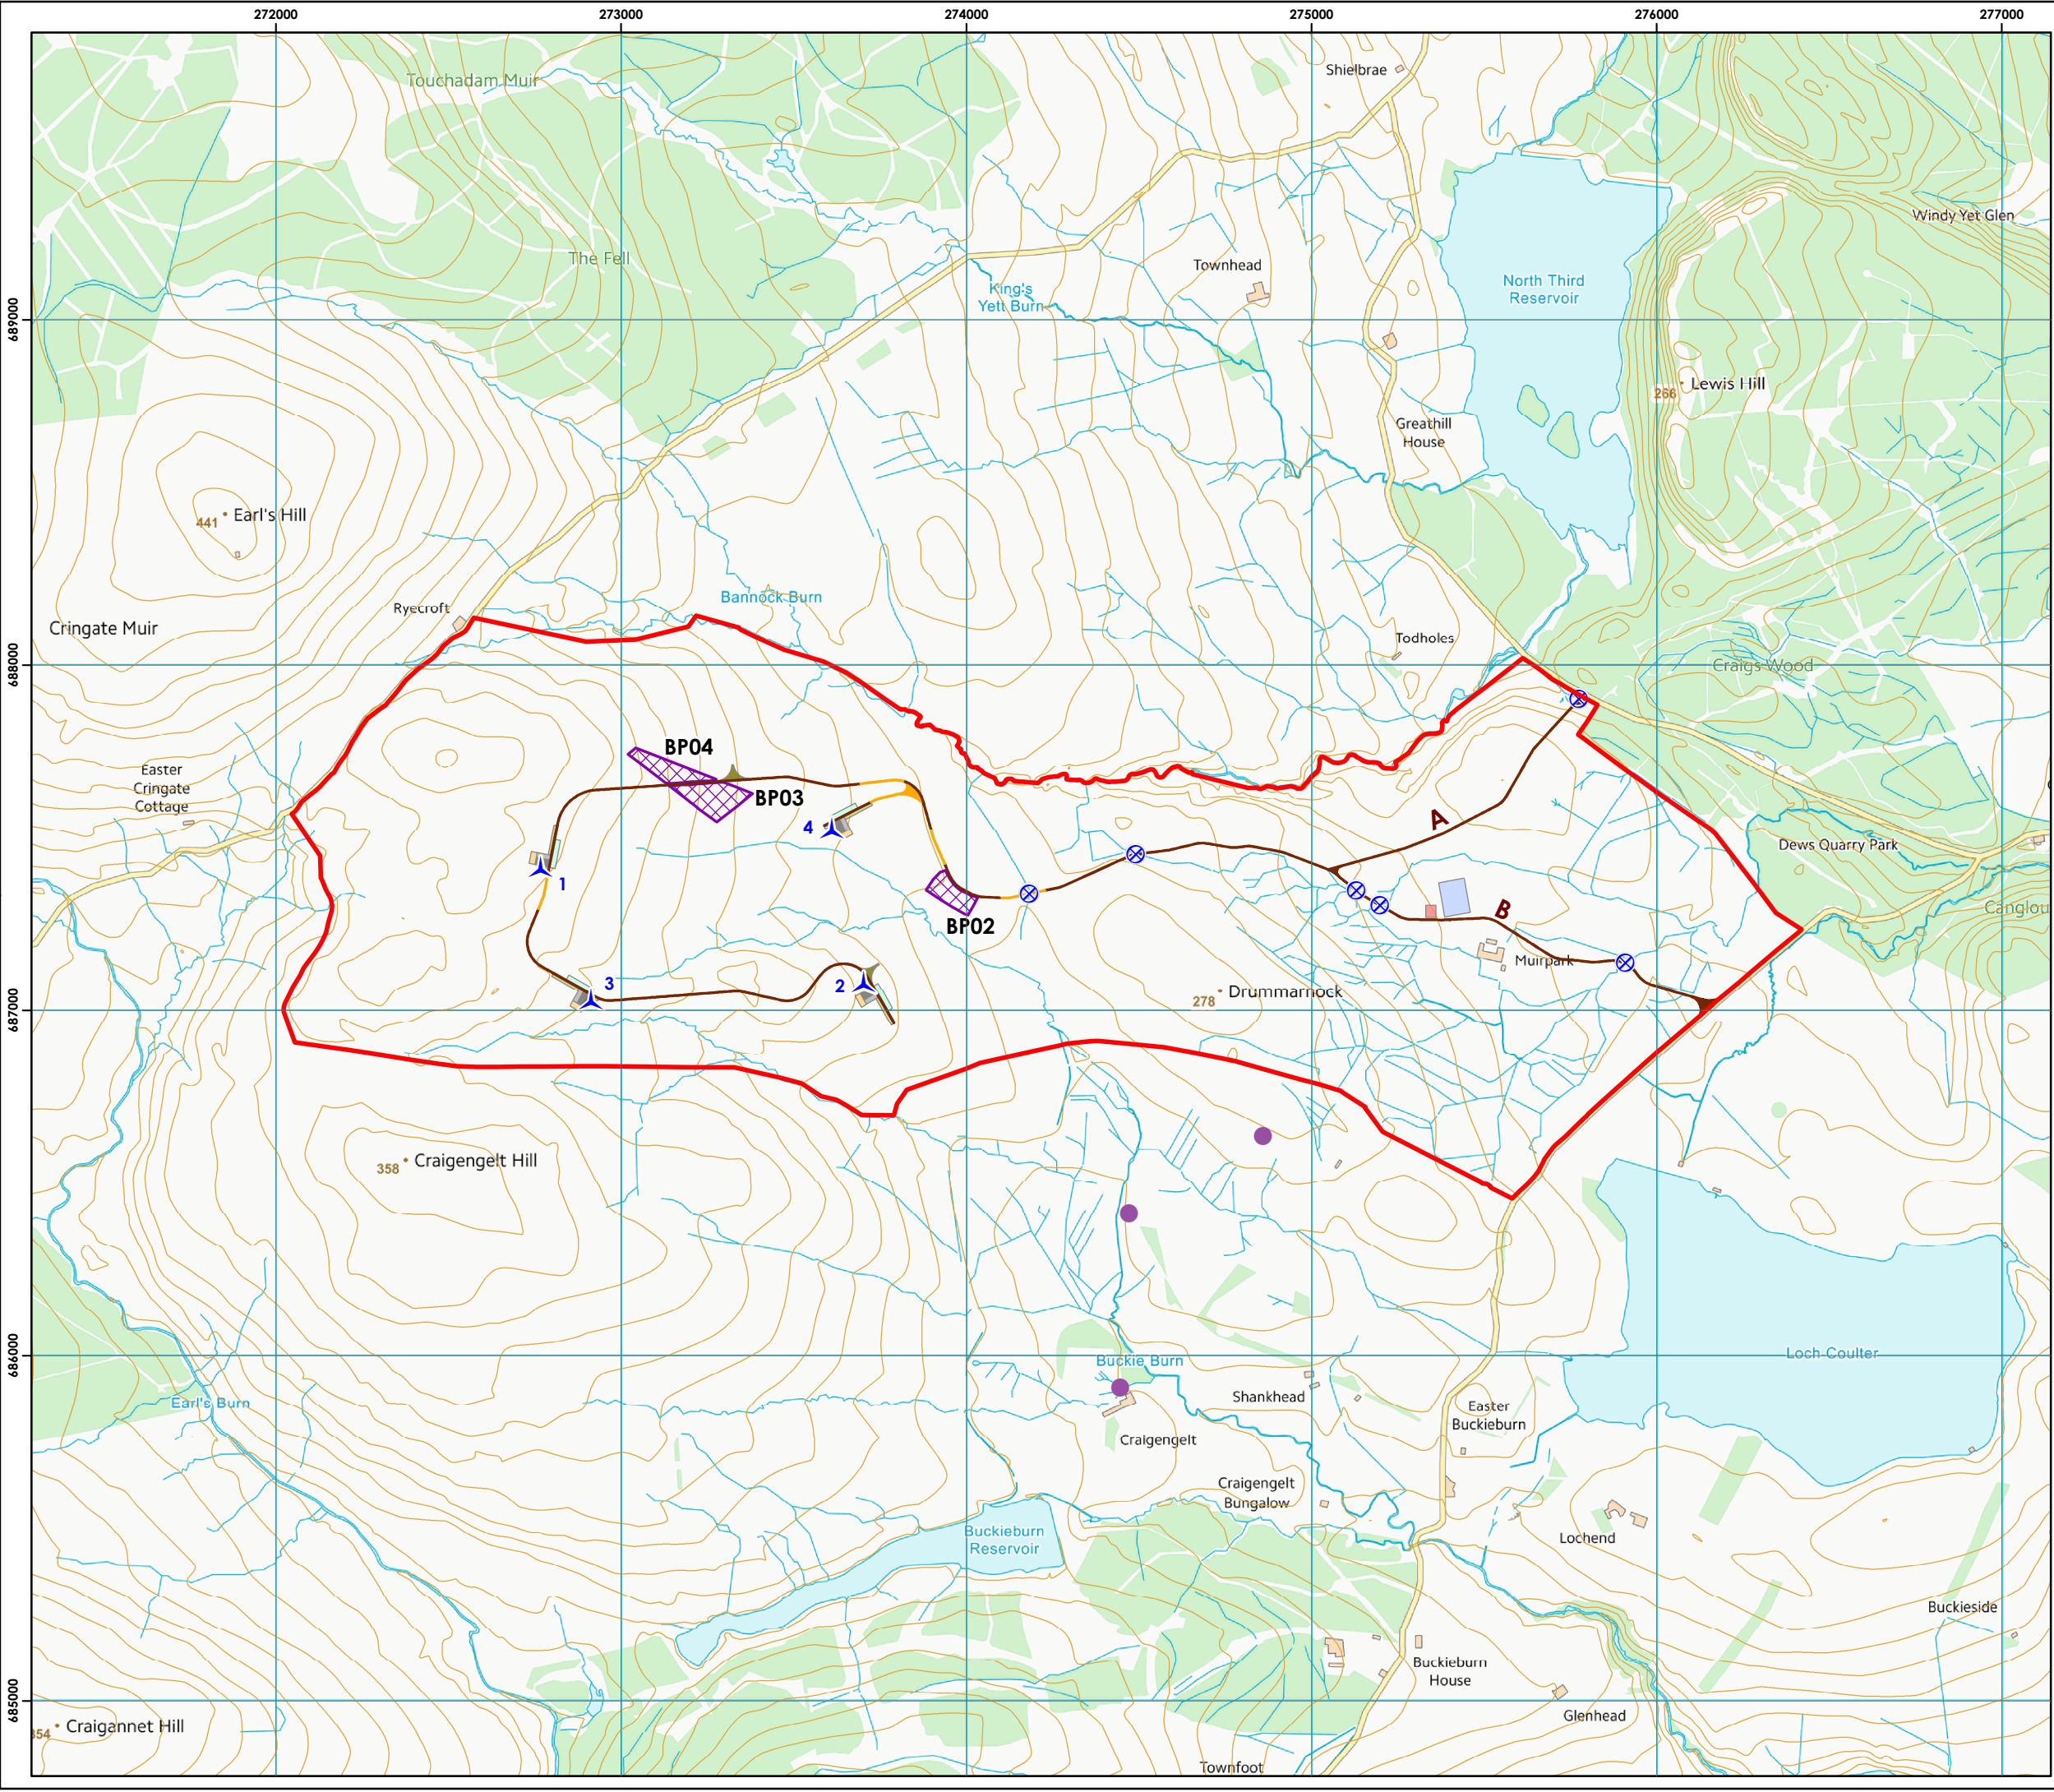 272000
273000
274000
275000
276000
277000
Shielbrae
Touchadam Muir
Windy Yet Glen
The Fell
Townhead
King's
Yett Burn
North Third
Reservoir
689000
266
Lewis Hill
Greathill
House
441
Earl's Hill
Bannock Burn
Ryecroft
Cringate Muir
Todholes
688000
Craigs Wood
BP04
Easter
Cringate
Cottage
BP03
4
A
Dews Quarry Park
1
B
Canglou
BP02
Muirpark
3
2
278
Drummarnock
687000
358
Craigengelt Hill
686000
Buckie Burn
Loch Coulter
Earl's Burn
Shankhead
Easter
Buckieburn
Craigengelt
Craigengelt
Bungalow
Buckieburn
Reservoir
Lochend
Buckieside
Buckieburn
House
685000
Glenhead
354
Craigannet Hill
Townfoot